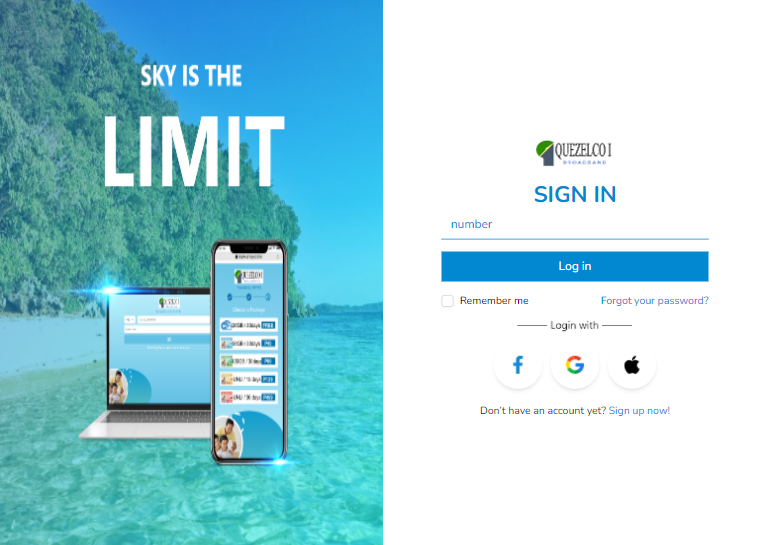 SKY IS THE
LIMIT
QUEZELCO I
BROADBAND
SIGN IN
number
Log in
Remember me
Forgot your password?
Login with
Don't have an account yet? Sign up now!